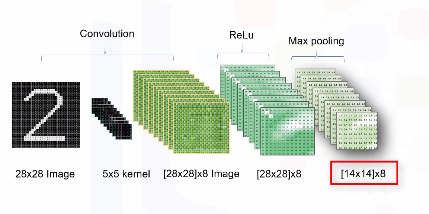 Convolution
ReLu
Max pooling
28x28 Image
5x5 kernel
[28x28]x8 Image
[28x28]x8
[14x14]x8